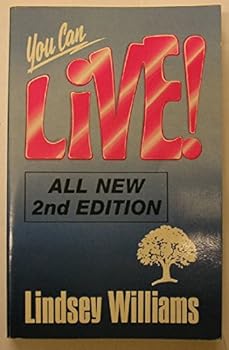 You Can
LiVE!
ALL NEW
2nd EDITION
Lindsey Williams